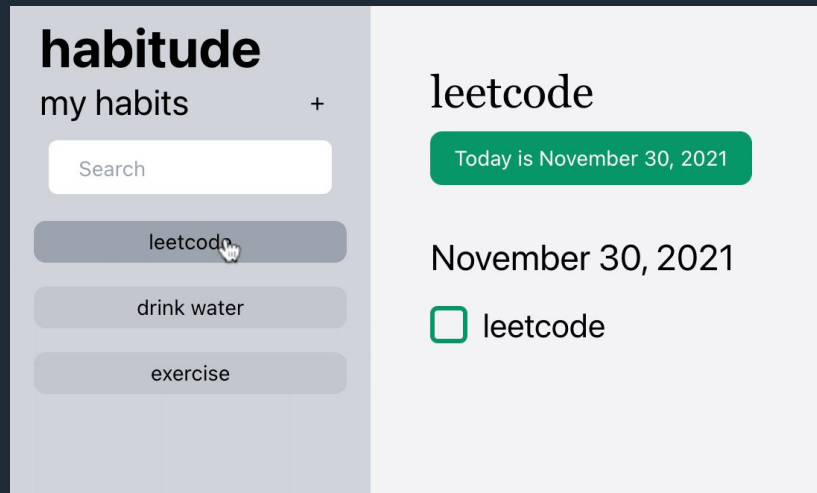 habitude
my habits +
Search
leetcode
drink water
exercise
leetcode
Today is November 30, 2021
November 30, 2021
leetcode